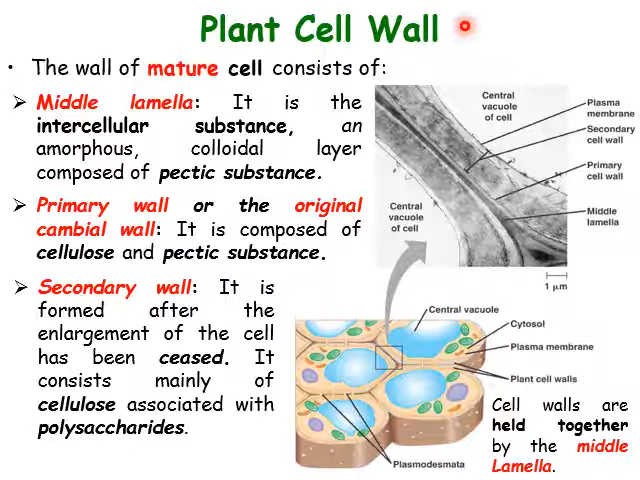 Plant Cell Wall
• The wall of mature cell consists of:
➢ Middle lamella: It is the
intercellular substance, an
amorphous, colloidal layer
composed of pectic substance.
➢ Primary wall or the original
cambial wall: It is composed of
cellulose and pectic substance.
➢ Secondary wall: It is
formed after the
enlargement of the cell
has been ceased. It
consists mainly of
cellulose associated with
polysaccharides.
Central
vacuole
of cell
Plasma
membrane
Secondary
cell wall
Primary
cell wall
Central
vacuole
of cell
Middle
lamella
1 µm
Central vacuole
Cytosol
Plasma membrane
Plant cell walls
Plasmodesmata
Cell walls are
held together
by the middle
Lamella.